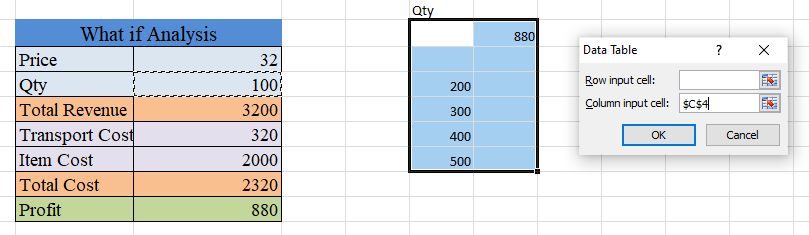 Qty
What if Analysis
Price 32
Qty 100
Total Revenue 3200
Transport Cost 320
Item Cost 2000
Total Cost 2320
Profit 880
880
200
300
400
500
Data Table ? ×
Row input cell:
Column input cell: $C$4
OK Cancel